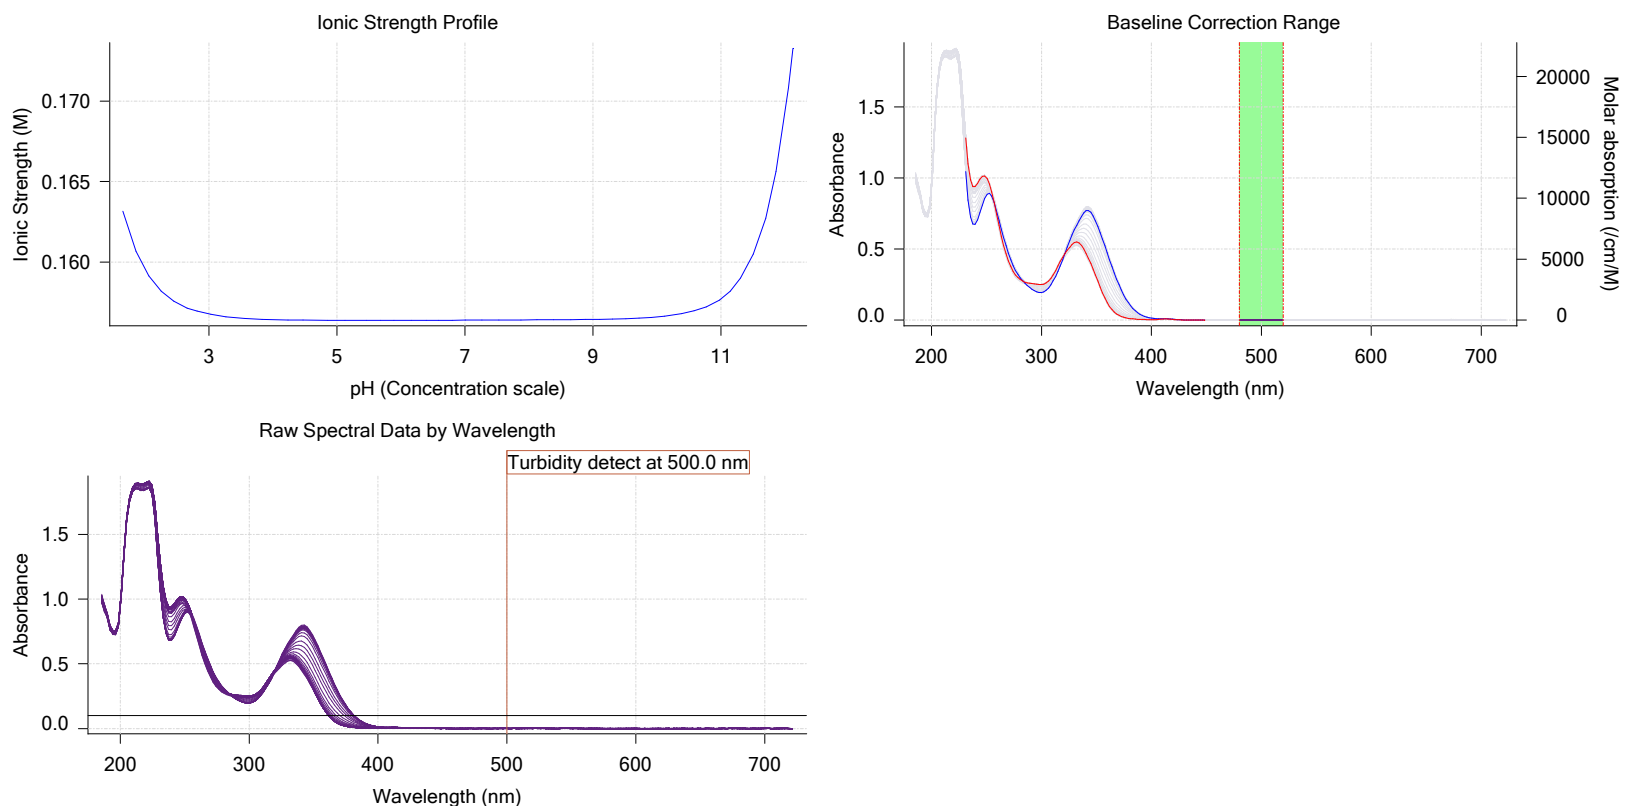 Ionic Strength Profile
Ionic Strength (M)
0.170
0.165
0.160
3 5 7 9 11
pH (Concentration scale)
Baseline Correction Range
Absorbance
1.5
1.0
0.5
0.0
20000
15000
10000
5000
0
Molar absorption (/cm/M)
200 300 400 500 600 700
Wavelength (nm)
Raw Spectral Data by Wavelength
Turbidity detect at 500.0 nm
Absorbance
1.5
1.0
0.5
0.0
200 300 400 500 600 700
Wavelength (nm)